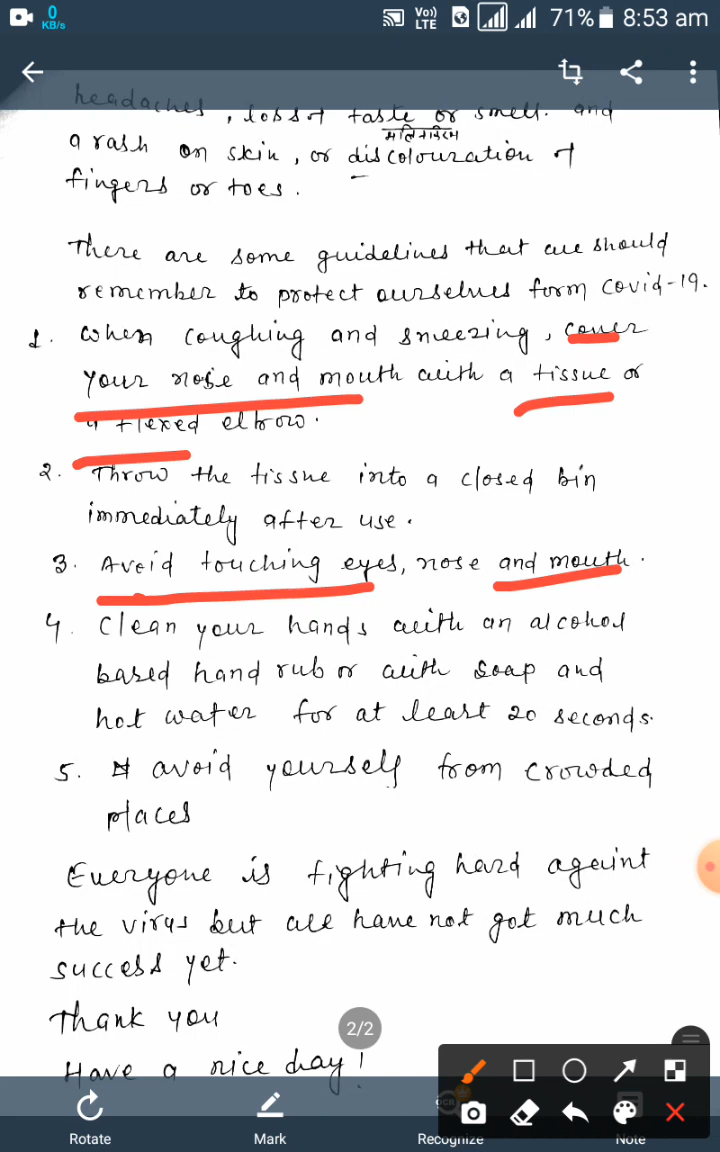 0
KB/s
Vo))
LTE
71%
8:53 am
headaches, loss of taste or smell. and
a rash on skin, or discolouration of
fingers or toes.
There are some guidelines that we should
remember to protect ourselves form covid-19.
1. When coughing and sneezing, cover
your nose and mouth with a tissue or
a flexed elbow.
2. Throw the tissue into a closed bin
immediately after use.
3. Avoid touching eyes, nose and mouth.
4. Clean your hands with an alcohol
based hand rub or with soap and
hot water for at least 20 seconds.
5. avoid yourself from crowded
places
Everyone is fighting hard againt
the virus but we have not got much
success yet.
Thank you
2/2
Have a nice day!
Rotate
Mark
OCR
Recognize
Note